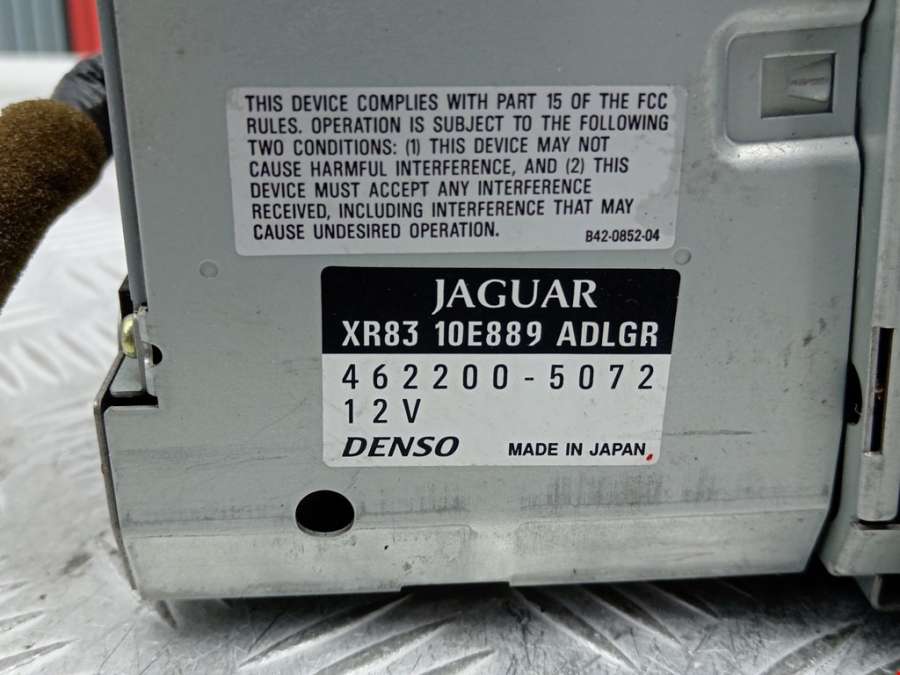 THIS DEVICE COMPLIES WITH PART 15 OF THE FCC
RULES. OPERATION IS SUBJECT TO THE FOLLOWING
TWO CONDITIONS: (1) THIS DEVICE MAY NOT
CAUSE HARMFUL INTERFERENCE, AND (2) THIS
DEVICE MUST ACCEPT ANY INTERFERENCE
RECEIVED, INCLUDING INTERFERENCE THAT MAY
CAUSE UNDESIRED OPERATION.
B42-0852-04
JAGUAR
XR83 10E889 ADLGR
462200-5072
12V
DENSO MADE IN JAPAN